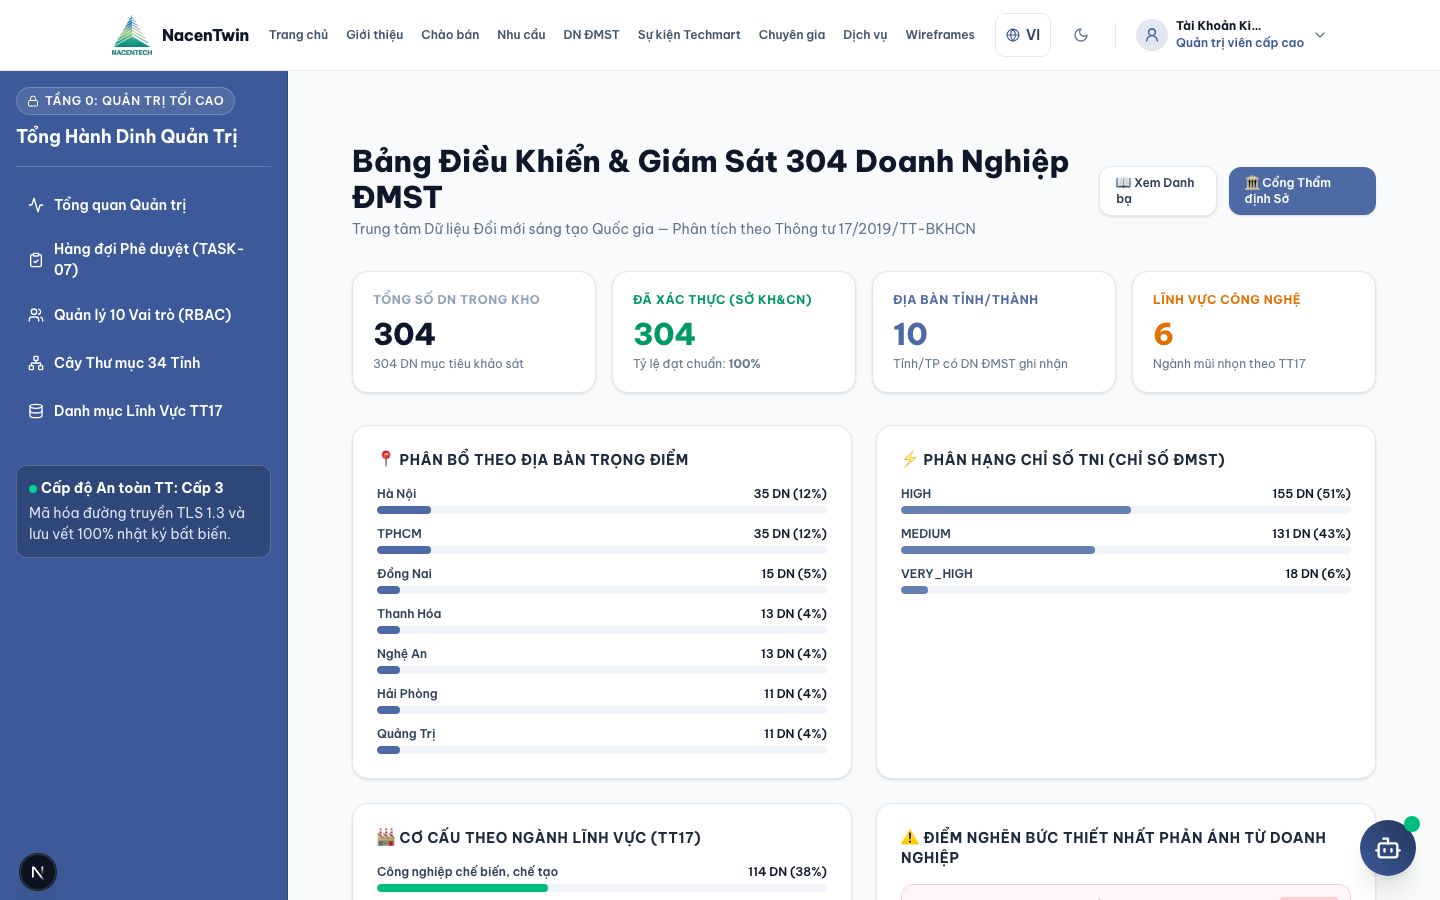 NACENTECH
NacenTwin
Trang chủ
Giới thiệu
Chào bán
Nhu cầu
DN ĐMST
Sự kiện Techmart
Chuyên gia
Dịch vụ
Wireframes
VI
Tài Khoản Ki...
Quản trị viên cấp cao
TẦNG 0: QUẢN TRỊ TỐI CAO
Tổng Hành Dinh Quản Trị
Tổng quan Quản trị
Hàng đợi Phê duyệt (TASK-
07)
Quản lý 10 Vai trò (RBAC)
Cây Thư mục 34 Tỉnh
Danh mục Lĩnh Vực TT17
Cấp độ An toàn TT: Cấp 3
Mã hóa đường truyền TLS 1.3 và
lưu vết 100% nhật ký bất biến.
N
Bảng Điều Khiển & Giám Sát 304 Doanh Nghiệp
ĐMST
Trung tâm Dữ liệu Đổi mới sáng tạo Quốc gia — Phân tích theo Thông tư 17/2019/TT-BKHCN
📖 Xem Danh
bạ
🏛️ Cổng Thẩm
định Sở
TỔNG SỐ DN TRONG KHO
304
304 DN mục tiêu khảo sát
ĐÃ XÁC THỰC (SỞ KH&CN)
304
Tỷ lệ đạt chuẩn: 100%
ĐỊA BÀN TỈNH/THÀNH
10
Tỉnh/TP có DN ĐMST ghi nhận
LĨNH VỰC CÔNG NGHỆ
6
Ngành mũi nhọn theo TT17
📍 PHÂN BỔ THEO ĐỊA BÀN TRỌNG ĐIỂM
Hà Nội 35 DN (12%)
TPHCM 35 DN (12%)
Đồng Nai 15 DN (5%)
Thanh Hóa 13 DN (4%)
Nghệ An 13 DN (4%)
Hải Phòng 11 DN (4%)
Quảng Trị 11 DN (4%)
⚡ PHÂN HẠNG CHỈ SỐ TNI (CHỈ SỐ ĐMST)
HIGH 155 DN (51%)
MEDIUM 131 DN (43%)
VERY_HIGH 18 DN (6%)
🏭 CƠ CẤU THEO NGÀNH LĨNH VỰC (TT17)
Công nghiệp chế biến, chế tạo 114 DN (38%)
⚠️ ĐIỂM NGHẼN BỨC THIẾT NHẤT PHẢN ÁNH TỪ DOANH
NGHIỆP